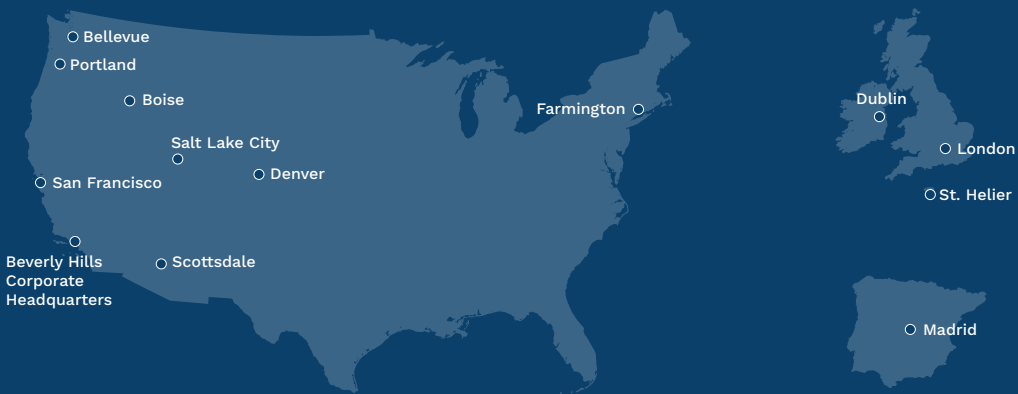 Bellevue
Portland
Boise
Salt Lake City
San Francisco
Denver
Beverly Hills
Corporate
Headquarters
Scottsdale
Farmington
Dublin
London
St. Helier
Madrid